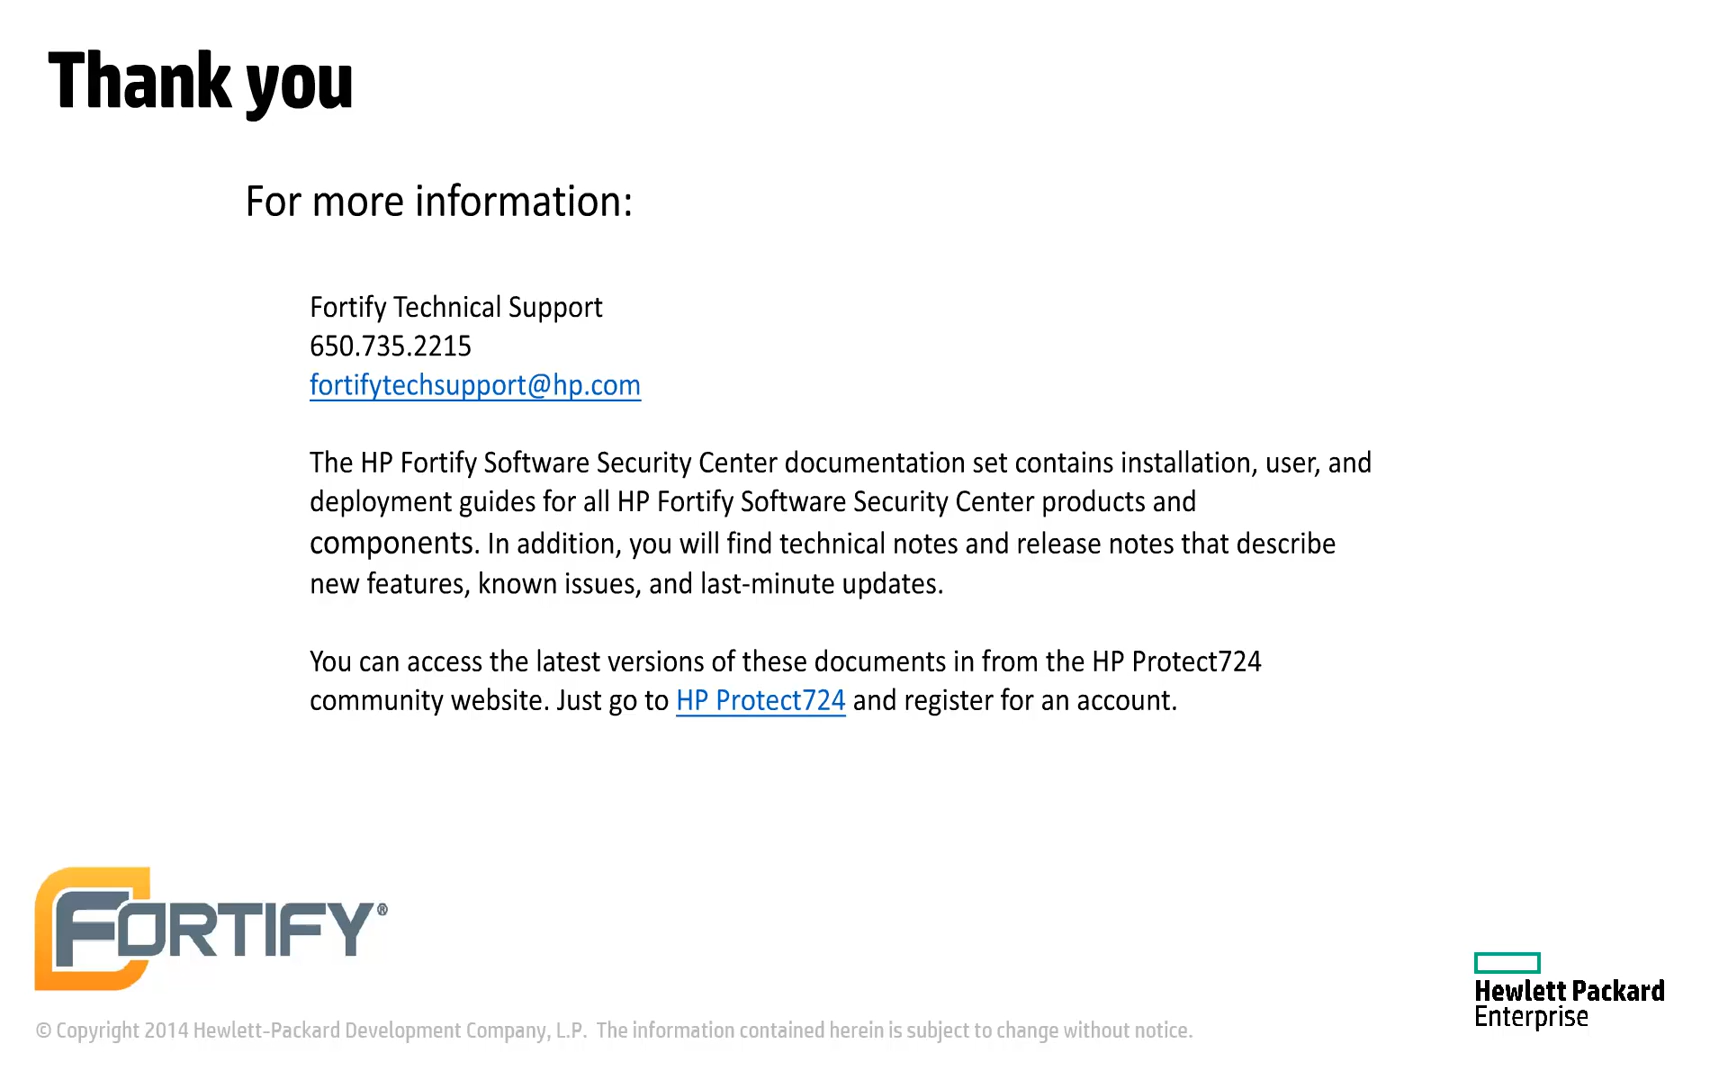 Thank you
For more information:
Fortify Technical Support
650.735.2215
fortifytechsupport@hp.com
The HP Fortify Software Security Center documentation set contains installation, user, and
deployment guides for all HP Fortify Software Security Center products and
components. In addition, you will find technical notes and release notes that describe
new features, known issues, and last-minute updates.
You can access the latest versions of these documents in from the HP Protect724
community website. Just go to HP Protect724 and register for an account.
FORTIFY®
Hewlett Packard
Enterprise
© Copyright 2014 Hewlett-Packard Development Company, L.P. The information contained herein is subject to change without notice.